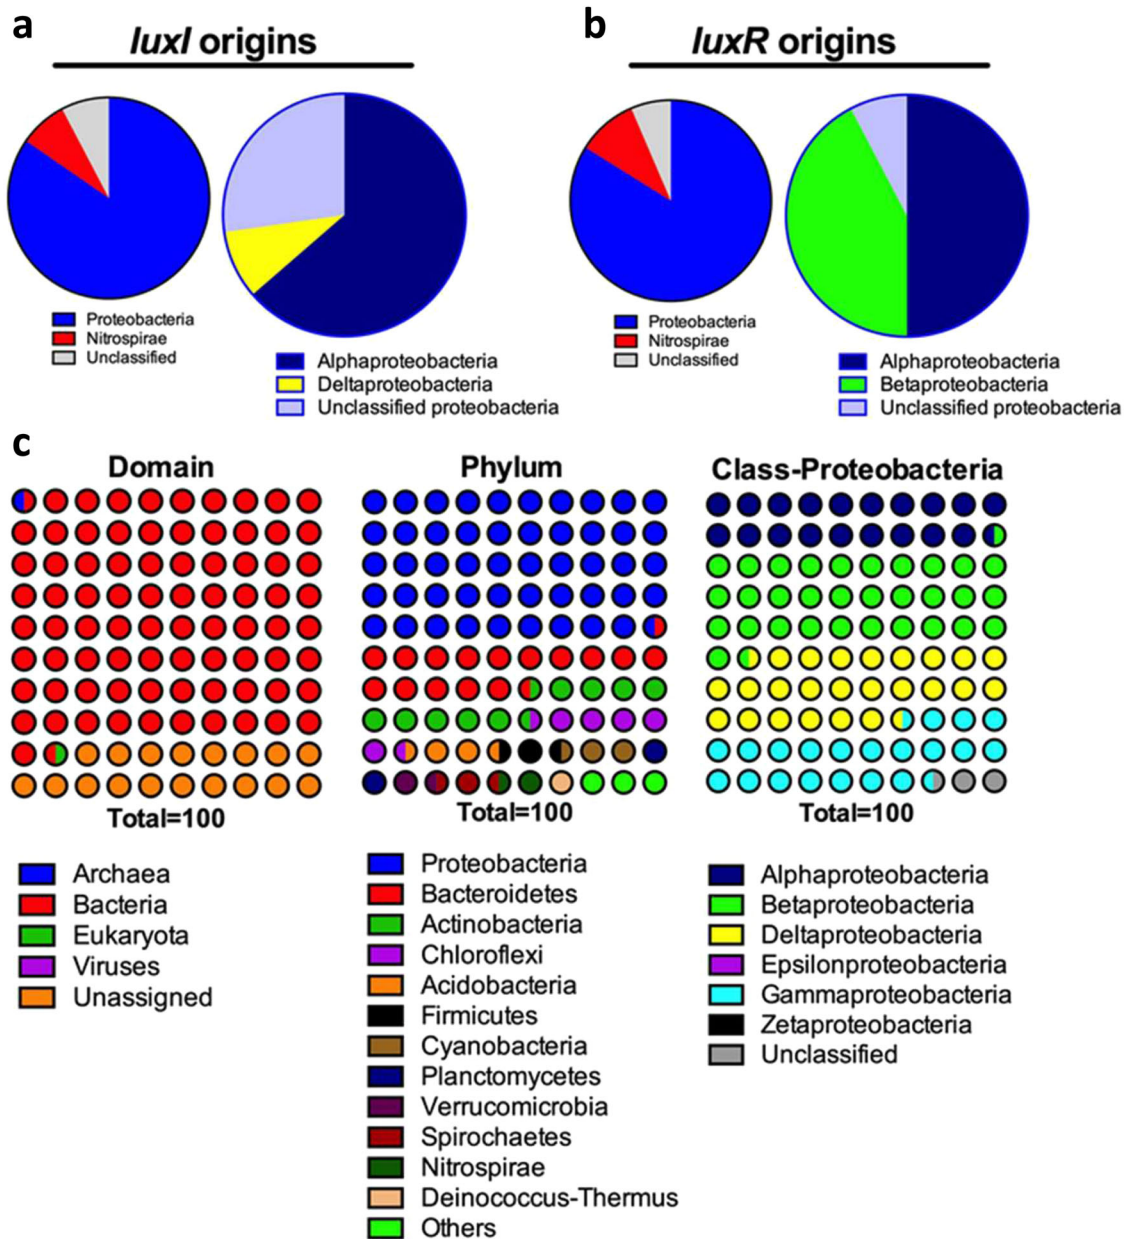 a
luxI origins
Proteobacteria
Nitrospirae
Unclassified
Alphaproteobacteria
Deltaproteobacteria
Unclassified proteobacteria
b
luxR origins
Proteobacteria
Nitrospirae
Unclassified
Alphaproteobacteria
Betaproteobacteria
Unclassified proteobacteria
c
Domain
Total=100
Archaea
Bacteria
Eukaryota
Viruses
Unassigned
Phylum
Total=100
Proteobacteria
Bacteroidetes
Actinobacteria
Chloroflexi
Acidobacteria
Firmicutes
Cyanobacteria
Planctomycetes
Verrucomicrobia
Spirochaetes
Nitrospirae
Deinococcus-Thermus
Others
Class-Proteobacteria
Total=100
Alphaproteobacteria
Betaproteobacteria
Deltaproteobacteria
Epsilonproteobacteria
Gammaproteobacteria
Zetaproteobacteria
Unclassified